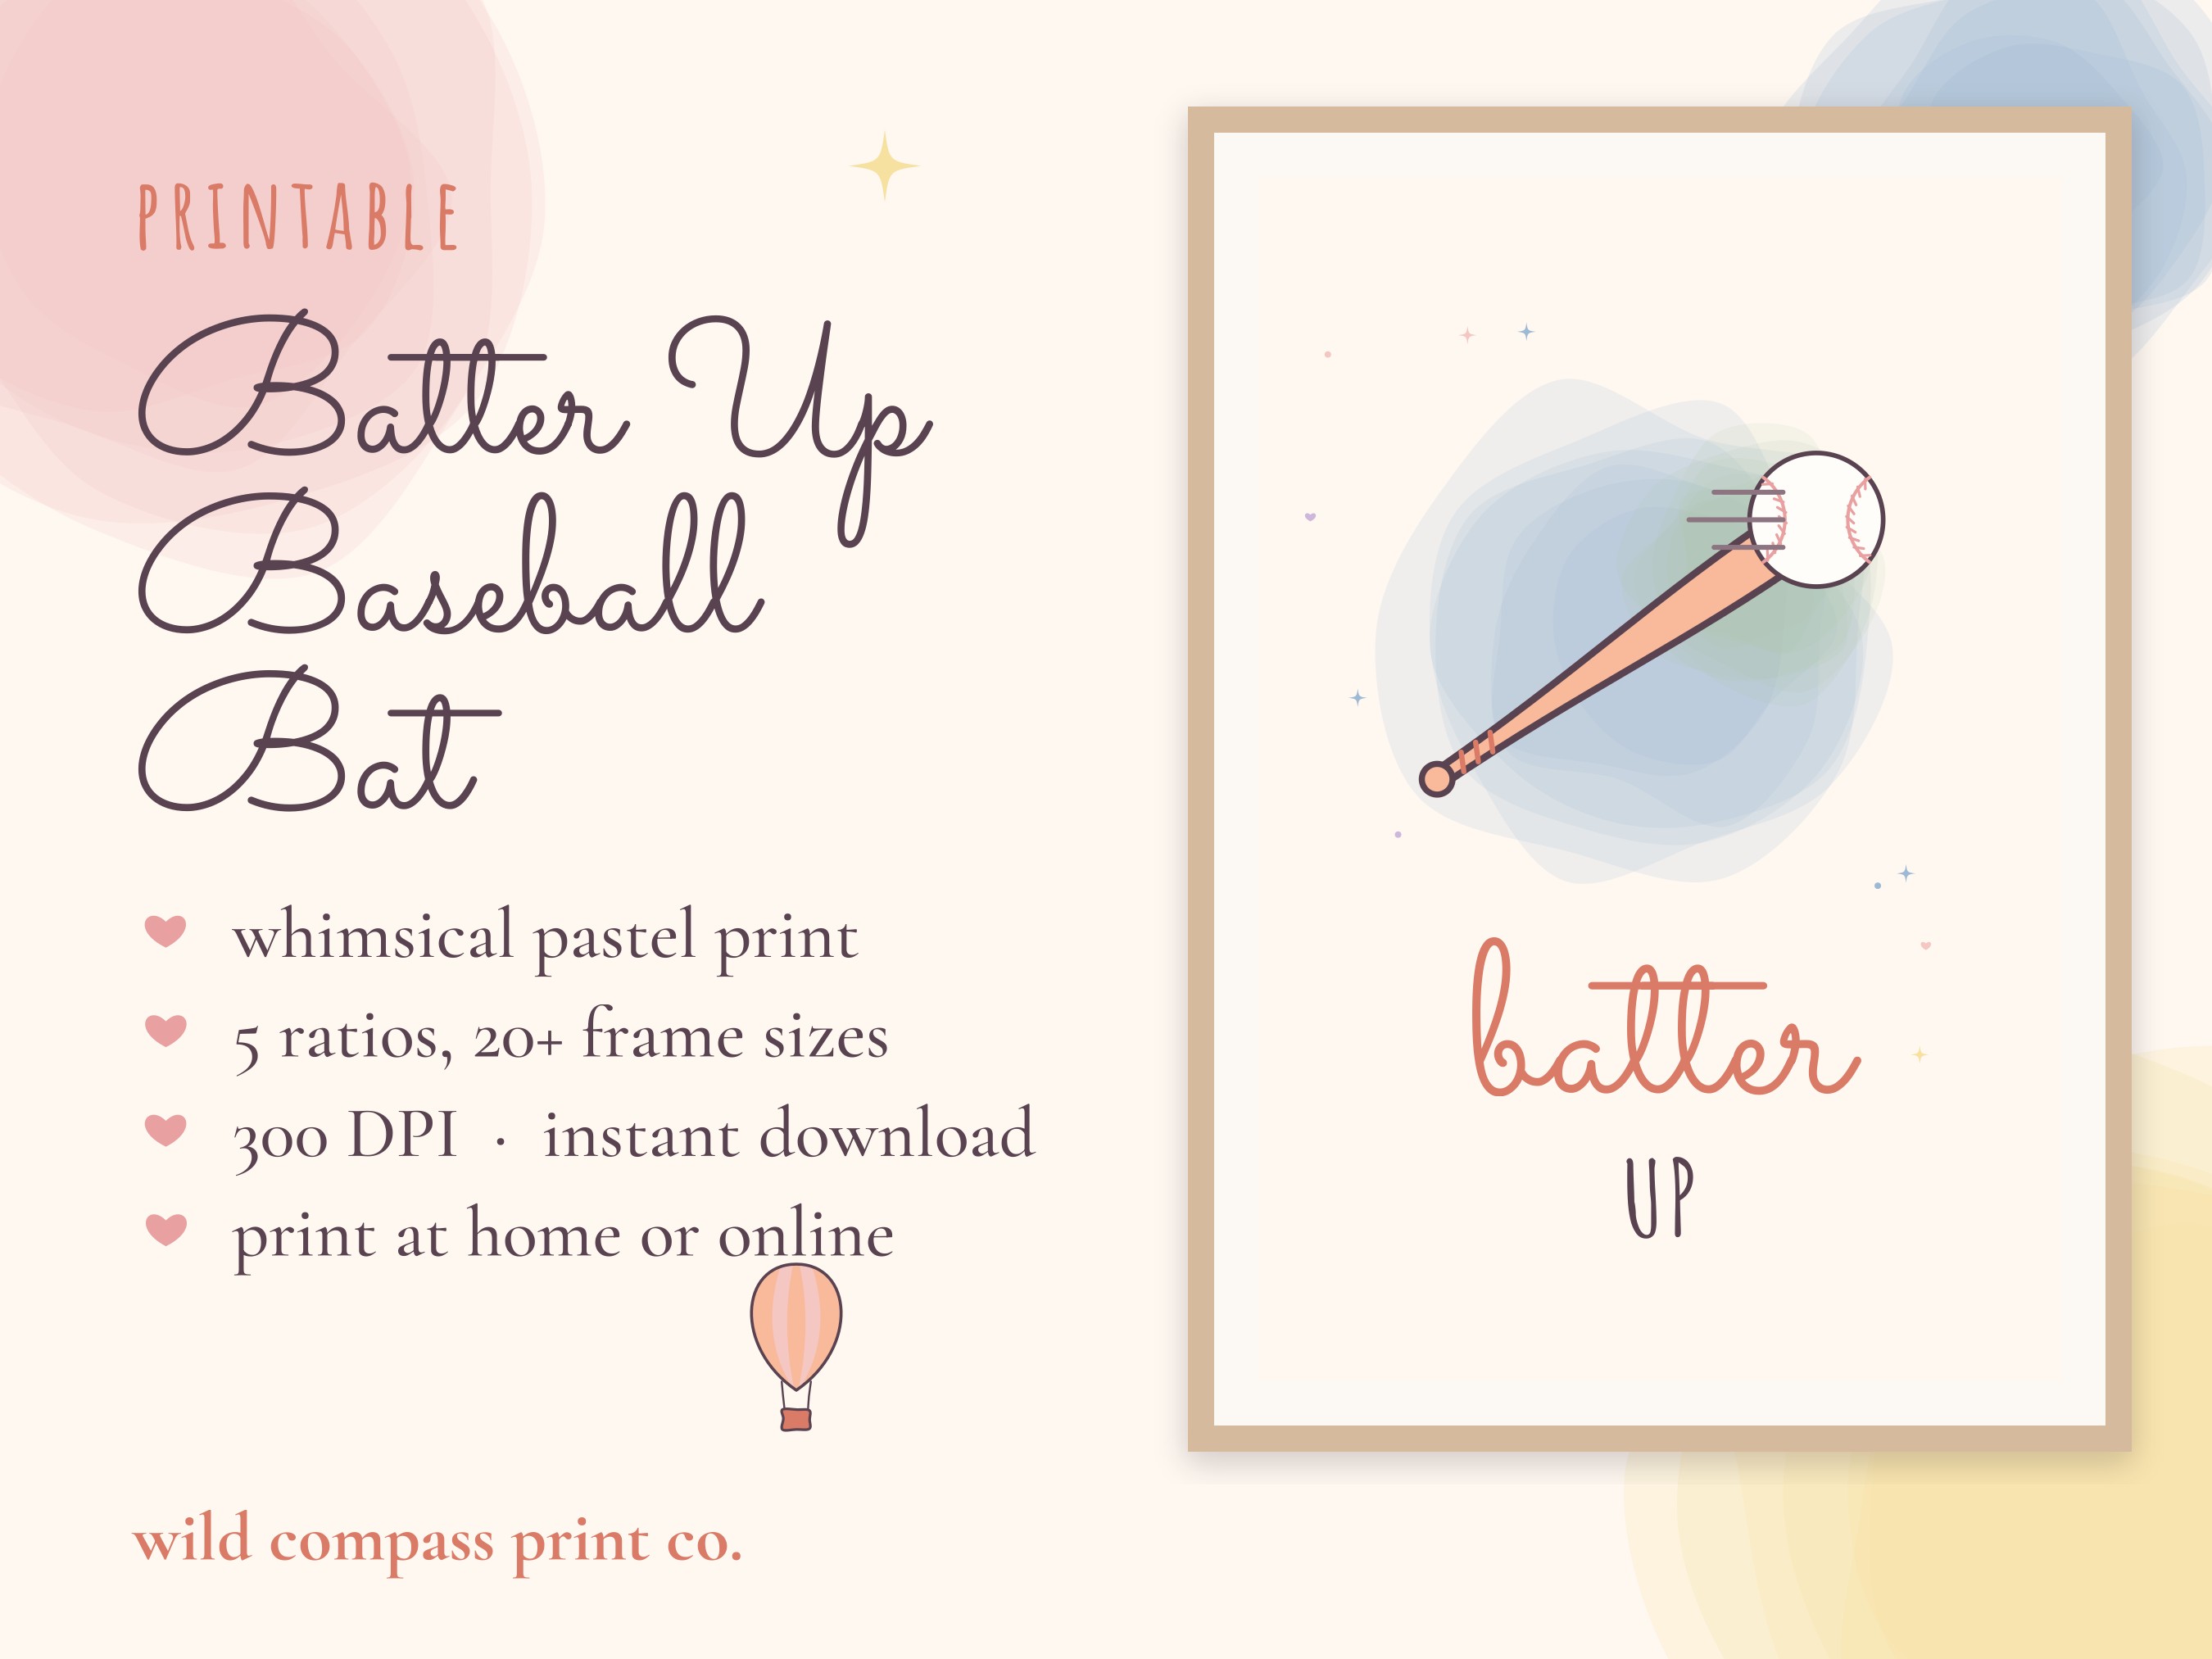 PRINTABLE
Batter Up
Baseball
Bat
whimsical pastel print
5 ratios, 20+ frame sizes
300 DPI · instant download
print at home or online
wild compass print co.
batter
UP